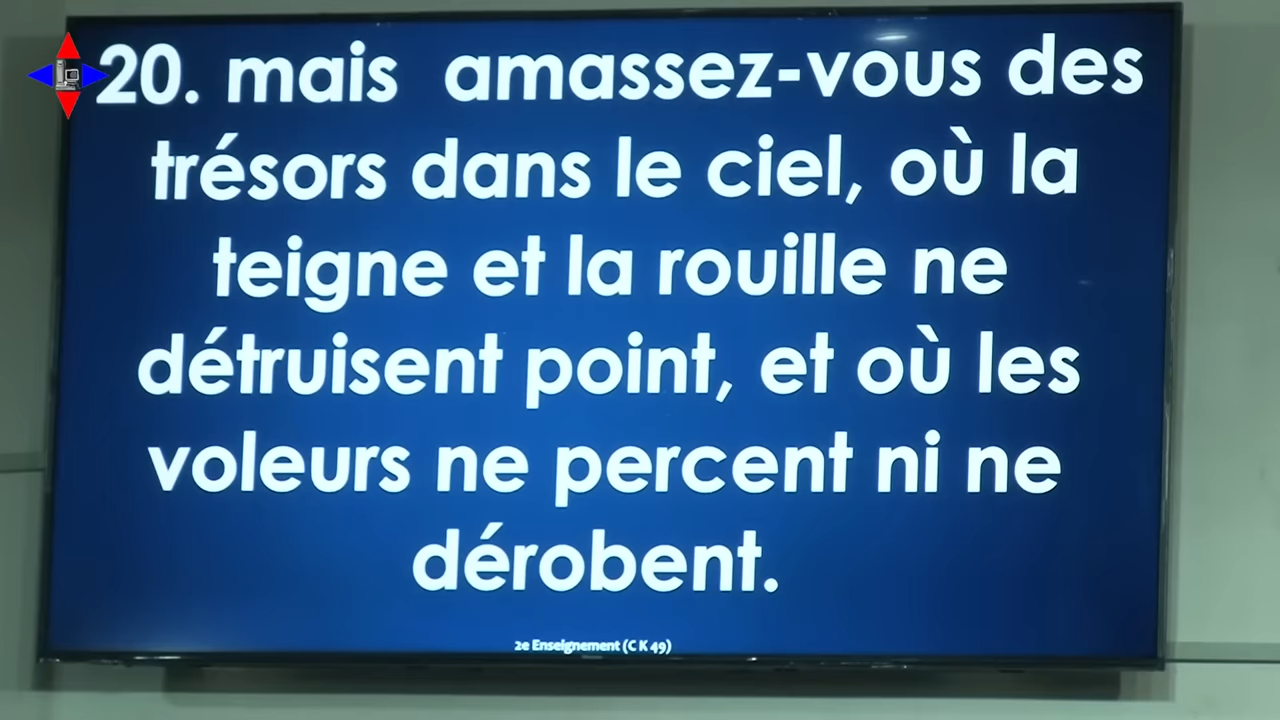 20. mais amassez-vous des
trésors dans le ciel, où la
teigne et la rouille ne
détruisent point, et où les
voleurs ne percent ni ne
dérobent.
2e Enseignement (C K 49)